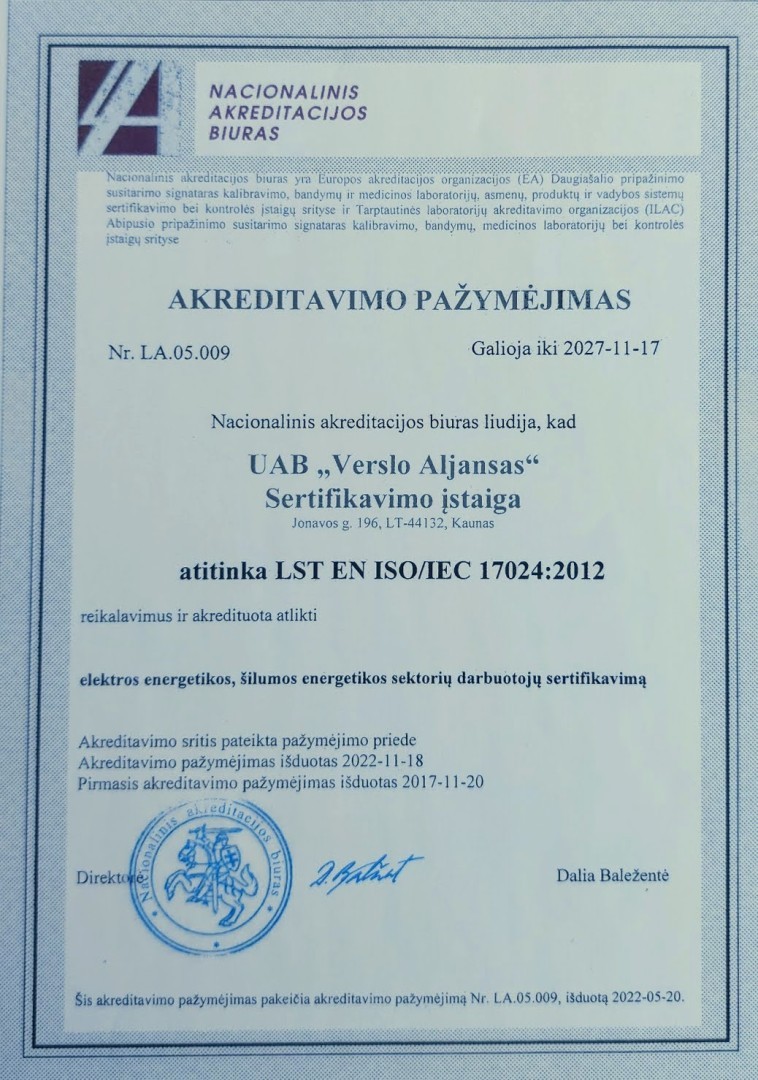 NACIONALINIS
AKREDITACIJOS
BIURAS
Nacionalinis akreditacijos biuras yra Europos akreditacijos organizacijos (EA) Daugiašalio pripažinimo
susitarimo signataras kalibravimo, bandymų ir medicinos laboratorijų, asmenų, produktų ir vadybos sistemų
sertifikavimo bei kontrolės įstaigų srityse ir Tarptautinės laboratorijų akreditavimo organizacijos (ILAC)
Abipusio pripažinimo susitarimo signataras kalibravimo, bandymų, medicinos laboratorijų bei kontrolės
įstaigų srityse
AKREDITAVIMO PAŽYMĖJIMAS
Nr. LA.05.009 Galioja iki 2027-11-17
Nacionalinis akreditacijos biuras liudija, kad
UAB „Verslo Aljansas“
Sertifikavimo įstaiga
Jonavos g. 196, LT-44132, Kaunas
atitinka LST EN ISO/IEC 17024:2012
reikalavimus ir akredituota atlikti
elektros energetikos, šilumos energetikos sektorių darbuotojų sertifikavimą
Akreditavimo sritis pateikta pažymėjimo priede
Akreditavimo pažymėjimas išduotas 2022-11-18
Pirmasis akreditavimo pažymėjimas išduotas 2017-11-20
Nacionalinis akreditacijos biuras
Direktorė Dalia Baležentė
Šis akreditavimo pažymėjimas pakeičia akreditavimo pažymėjimą Nr. LA.05.009, išduotą 2022-05-20.